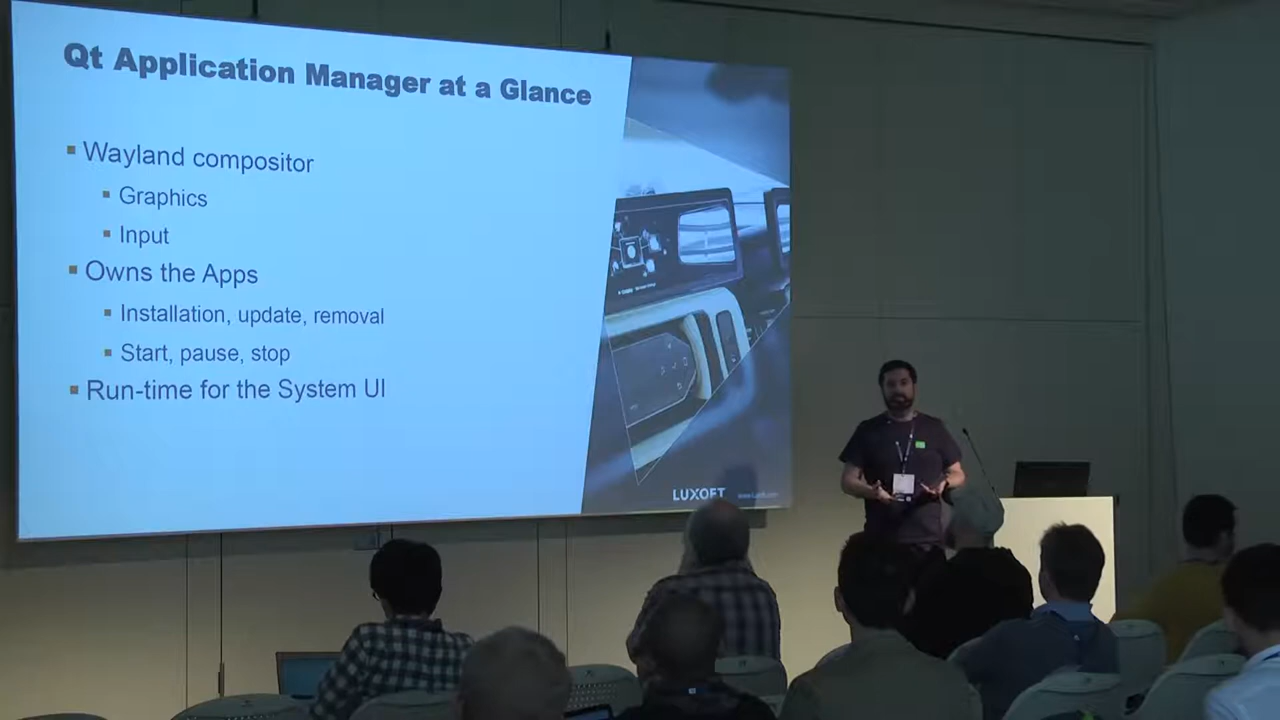 Qt Application Manager at a Glance
Wayland compositor
Graphics
Input
Owns the Apps
Installation, update, removal
Start, pause, stop
Run-time for the System UI
LUXOFT